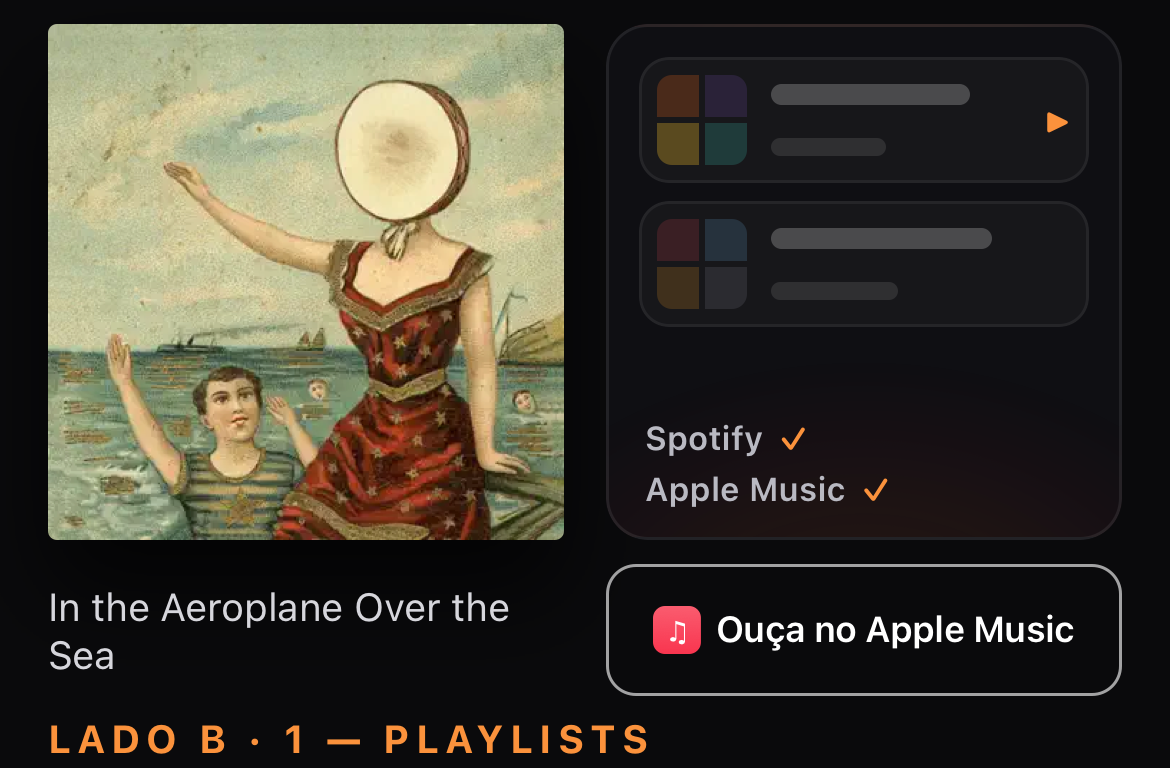 Spotify ✓
Apple Music ✓
In the Aeroplane Over the
Sea
Ouça no Apple Music
LADO B · 1 — PLAYLISTS